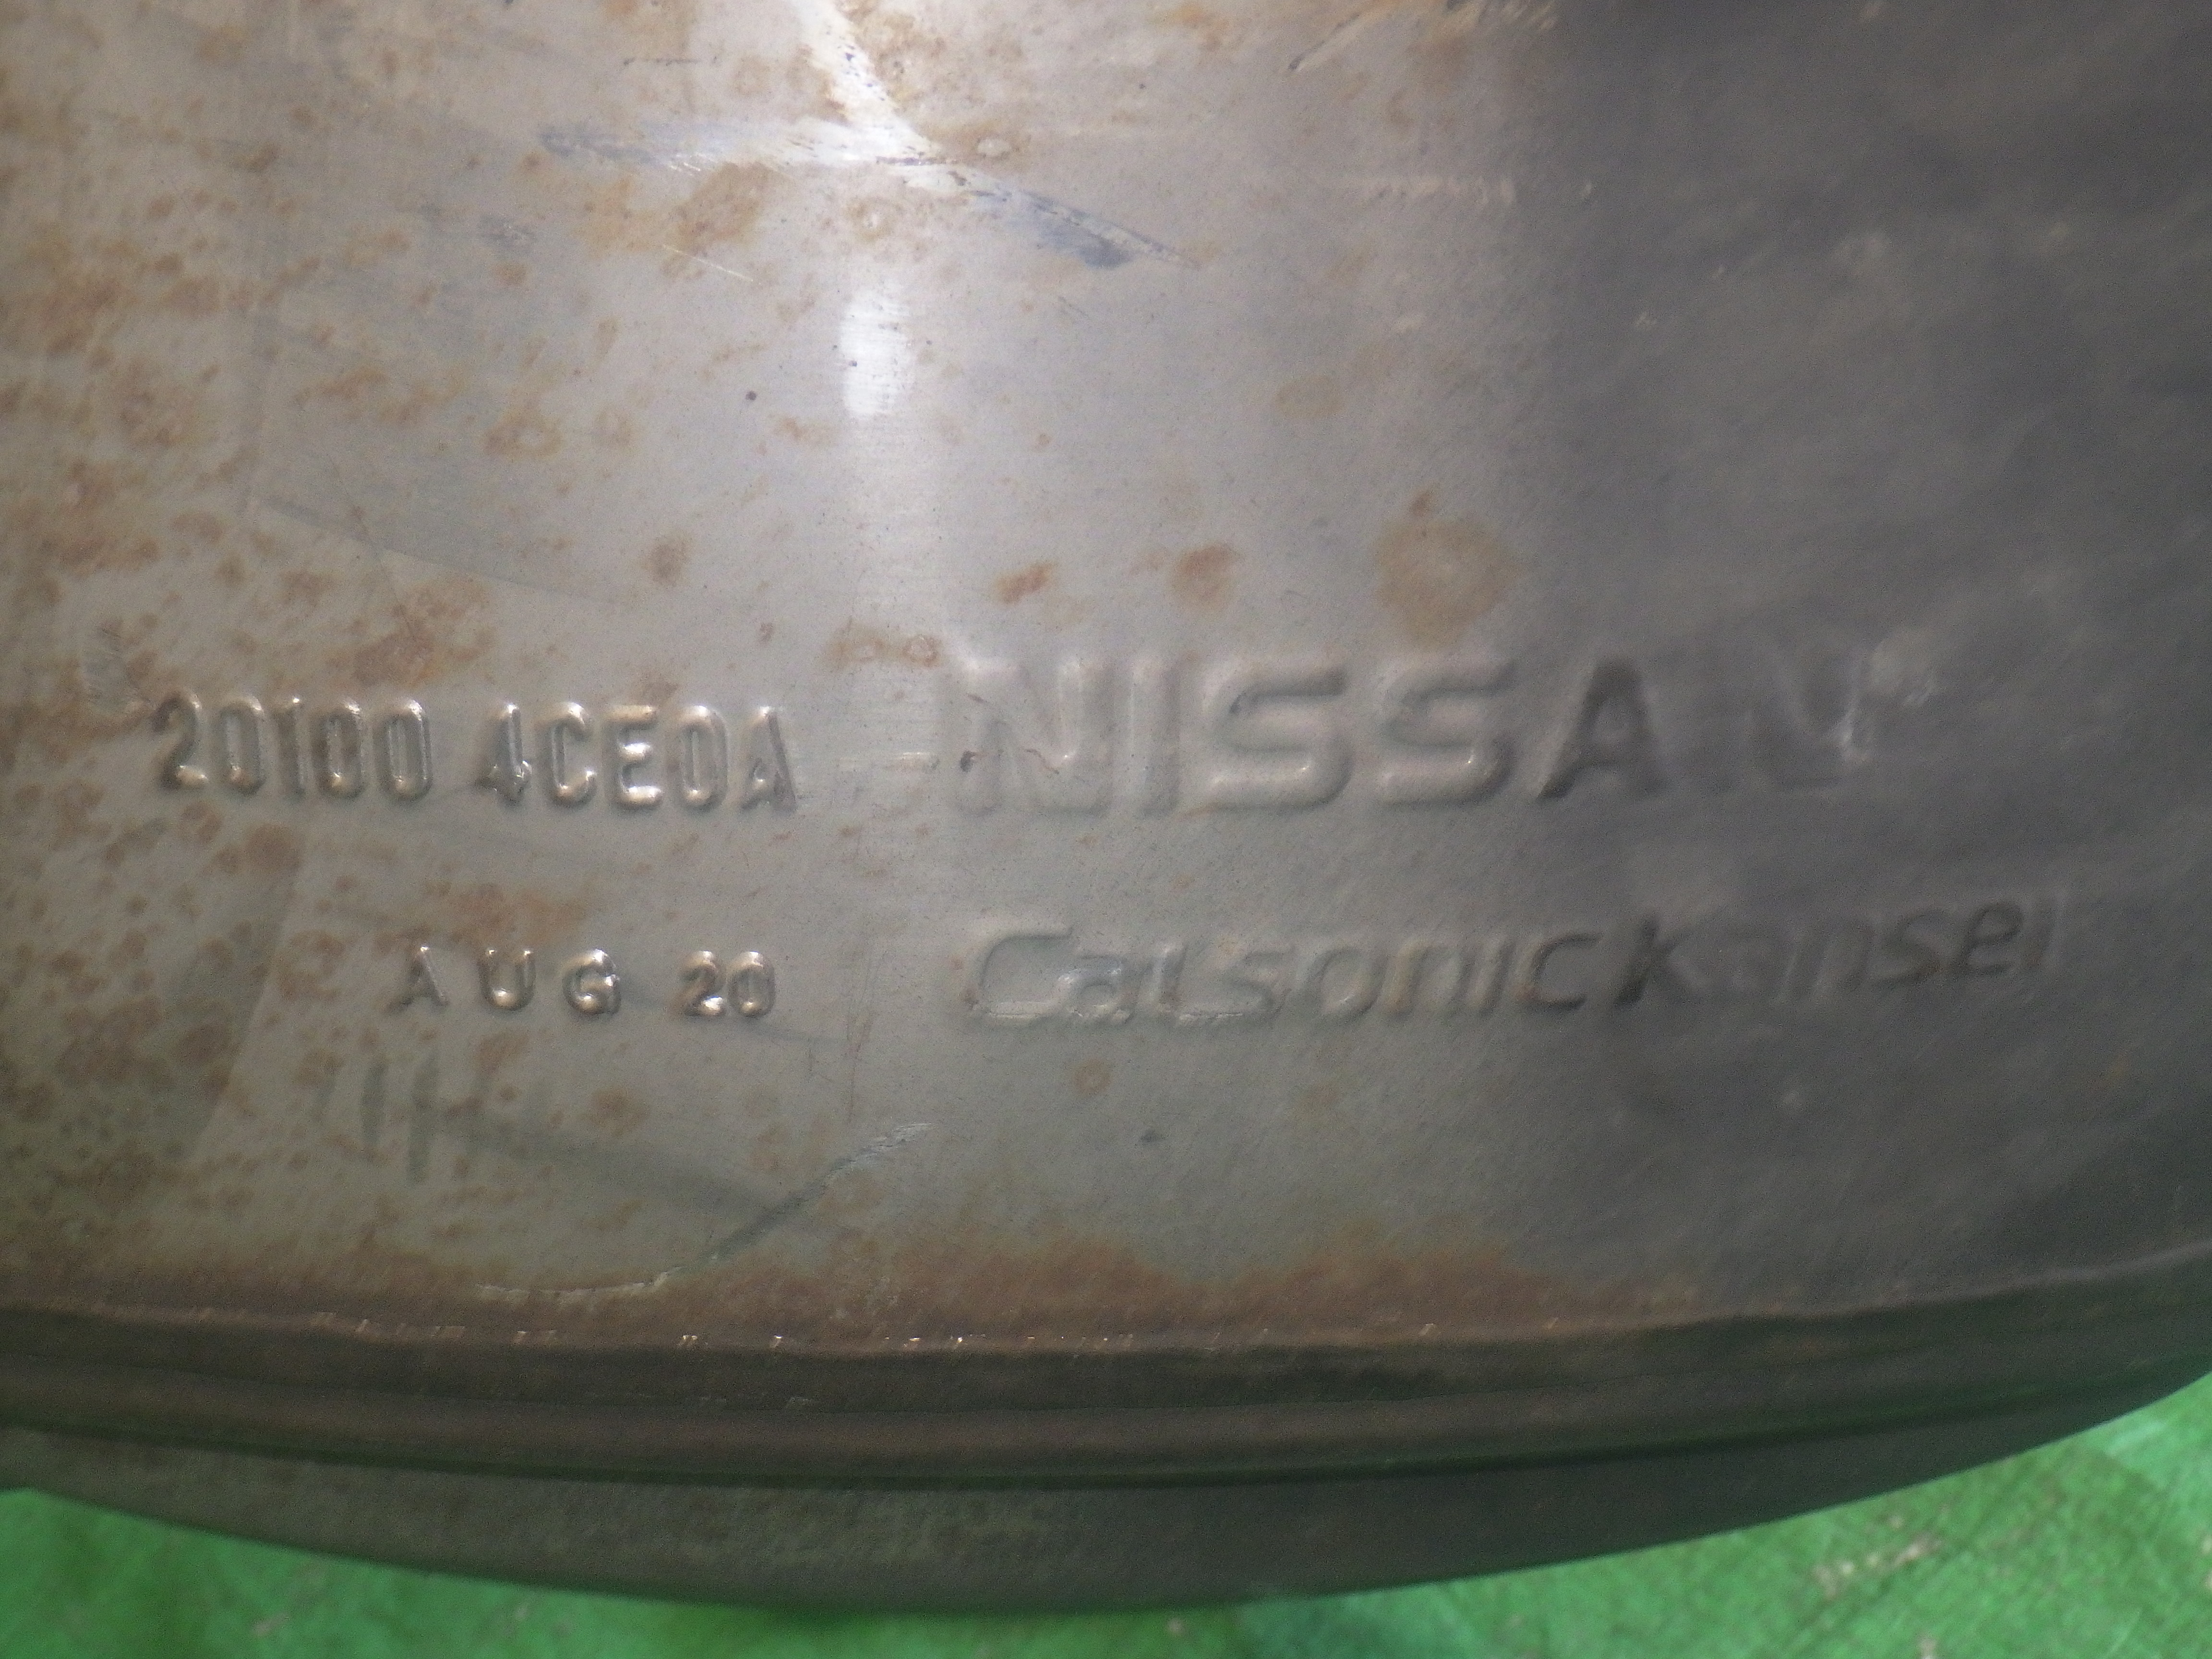 20100 4CE0A NISSAN
AUG 20 CalsonicKansei